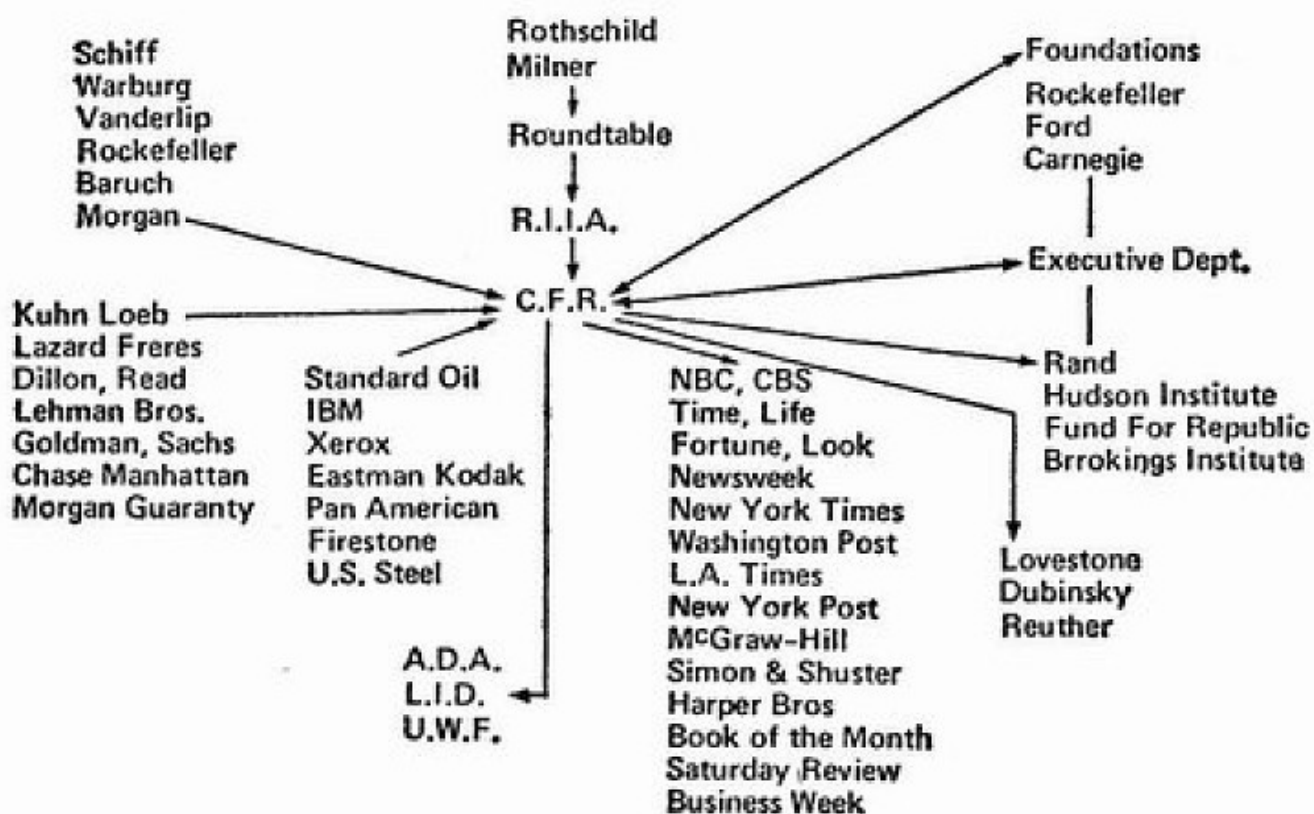 Schiff
Warburg
Vanderlip
Rockefeller
Baruch
Morgan
Rothschild
Milner
Roundtable
R.I.I.A.
C.F.R.
Foundations
Rockefeller
Ford
Carnegie
Executive Dept.
Rand
Hudson Institute
Fund For Republic
Brrokings Institute
Kuhn Loeb
Lazard Freres
Dillon, Read
Lehman Bros.
Goldman, Sachs
Chase Manhattan
Morgan Guaranty
Standard Oil
IBM
Xerox
Eastman Kodak
Pan American
Firestone
U.S. Steel
NBC, CBS
Time, Life
Fortune, Look
Newsweek
New York Times
Washington Post
L.A. Times
New York Post
McGraw-Hill
Simon & Shuster
Harper Bros
Book of the Month
Saturday Review
Business Week
Lovestone
Dubinsky
Reuther
A.D.A.
L.I.D.
U.W.F.